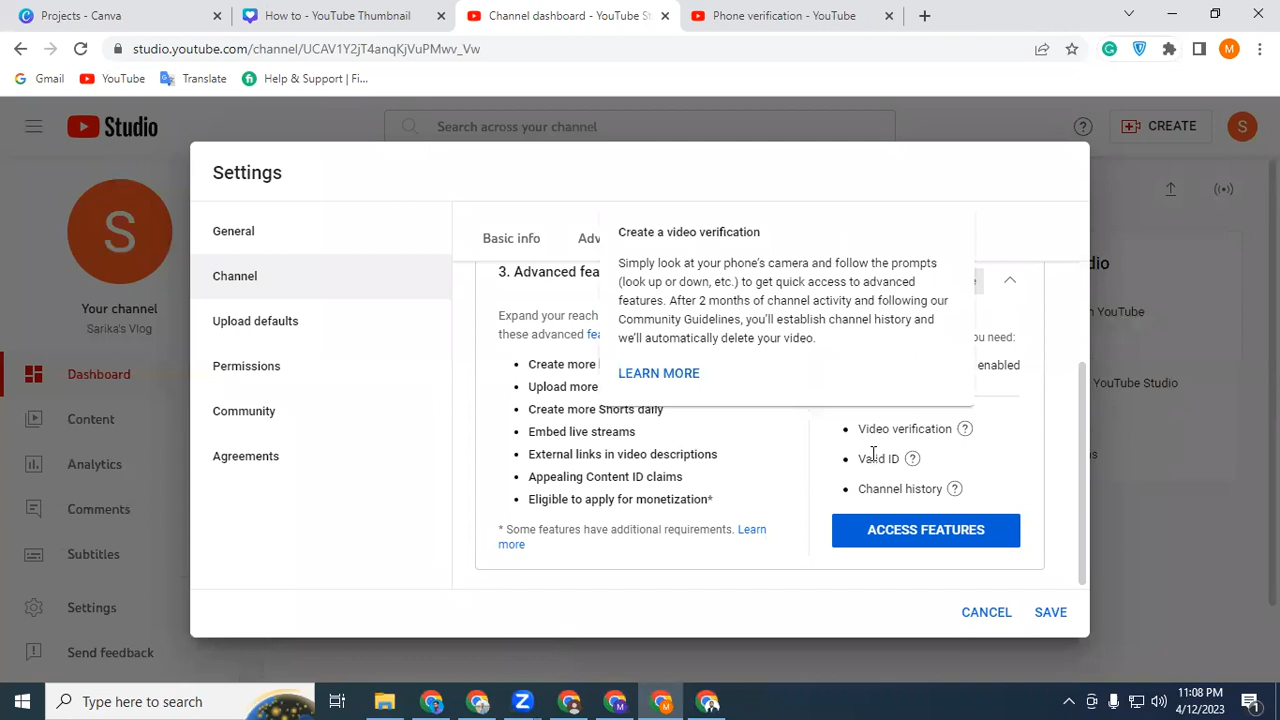 Projects - Canva
How to - YouTube Thumbnail
Channel dashboard - YouTube St
Phone verification - YouTube
studio.youtube.com/channel/UCAV1Y2jT4anqKjVuPMwv_Vw
M
Gmail
YouTube
Translate
Help & Support | Fi...
Studio
Search across your channel
CREATE
S
S
Your channel
Sarika's Vlog
Dashboard
Content
Analytics
Comments
Subtitles
Settings
Send feedback
Settings
General
Channel
Upload defaults
Permissions
Community
Agreements
Basic info
Adv
3. Advanced fea
Expand your reach
these advanced fea
Create more l
Upload more
Create more Shorts daily
Embed live streams
External links in video descriptions
Appealing Content ID claims
Eligible to apply for monetization*
* Some features have additional requirements. Learn
more
Create a video verification
Simply look at your phone's camera and follow the prompts
(look up or down, etc.) to get quick access to advanced
features. After 2 months of channel activity and following our
Community Guidelines, you'll establish channel history and
we'll automatically delete your video.
LEARN MORE
e
ou need:
enabled
Video verification
Valid ID
Channel history
ACCESS FEATURES
CANCEL
SAVE
dio
n YouTube
YouTube Studio
s
Type here to search
11:08 PM
4/12/2023